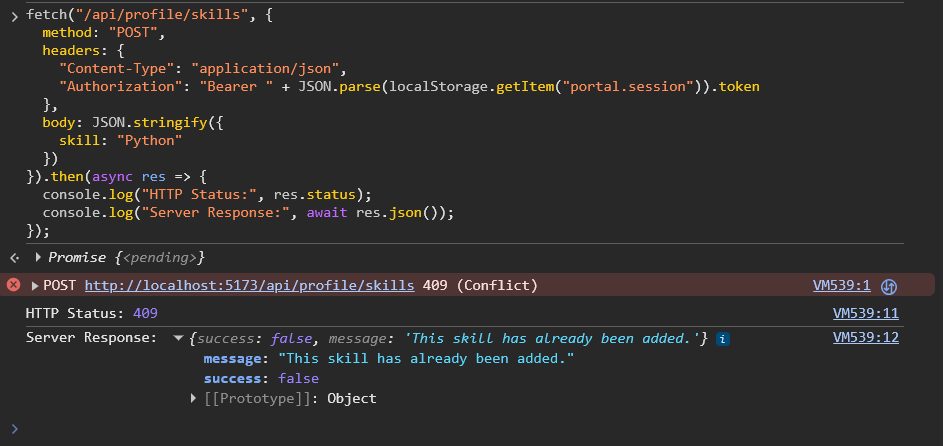 fetch("/api/profile/skills", {
  method: "POST",
  headers: {
    "Content-Type": "application/json",
    "Authorization": "Bearer " + JSON.parse(localStorage.getItem("portal.session")).token
  },
  body: JSON.stringify({
    skill: "Python"
  })
}).then(async res => {
  console.log("HTTP Status:", res.status);
  console.log("Server Response:", await res.json());
});
Promise {<pending>}
POST http://localhost:5173/api/profile/skills 409 (Conflict) VM539:1
HTTP Status: 409 VM539:11
Server Response: {success: false, message: 'This skill has already been added.'} i VM539:12
message: "This skill has already been added."
success: false
[[Prototype]]: Object